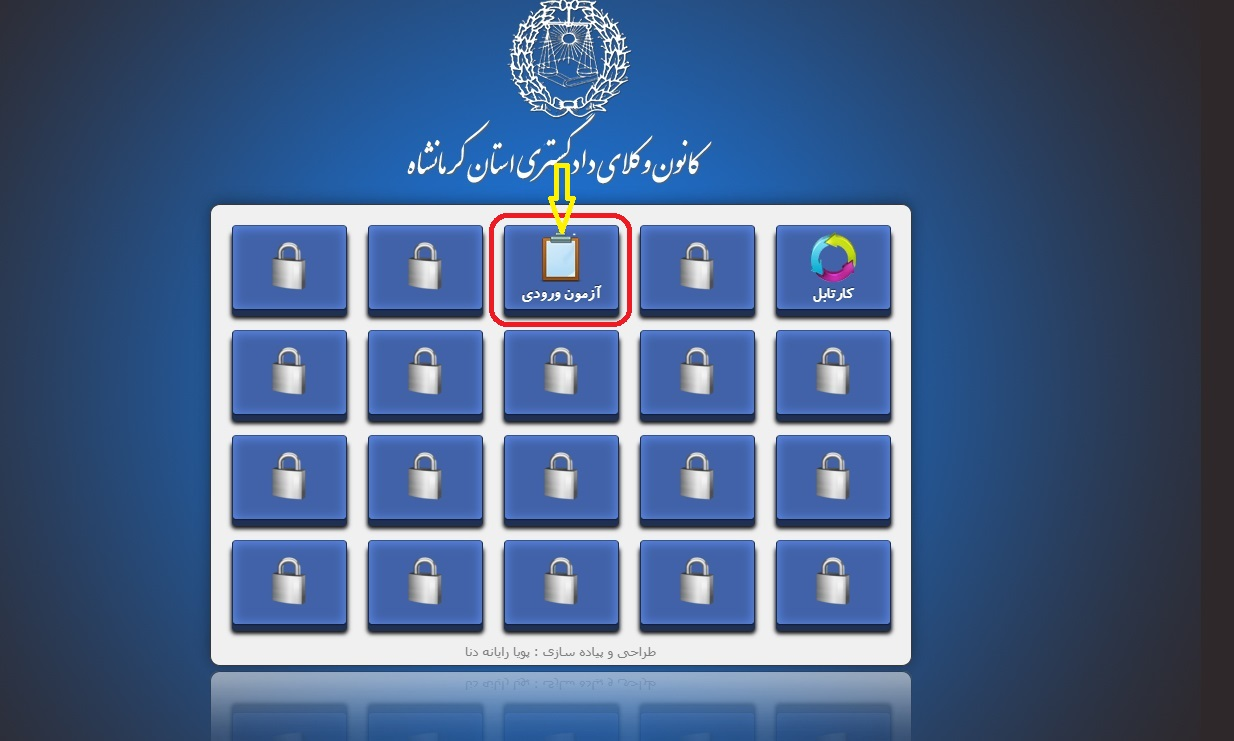 کانون وکلای دادگستری استان کرمانشاه
کارتابل
آزمون ورودی
طراحی و پیاده سازی : پویا رایانه دنا